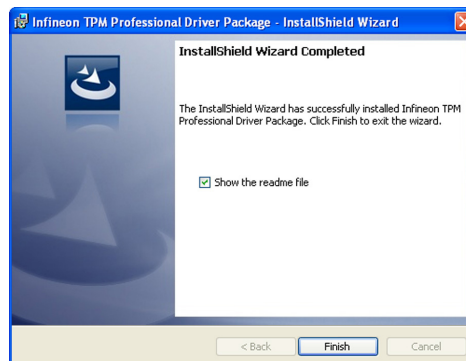 Infineon TPM Professional Driver Package - InstallShield Wizard
InstallShield Wizard Completed
The InstallShield Wizard has successfully installed Infineon TPM
Professional Driver Package. Click Finish to exit the wizard.
Show the readme file
< Back Finish Cancel